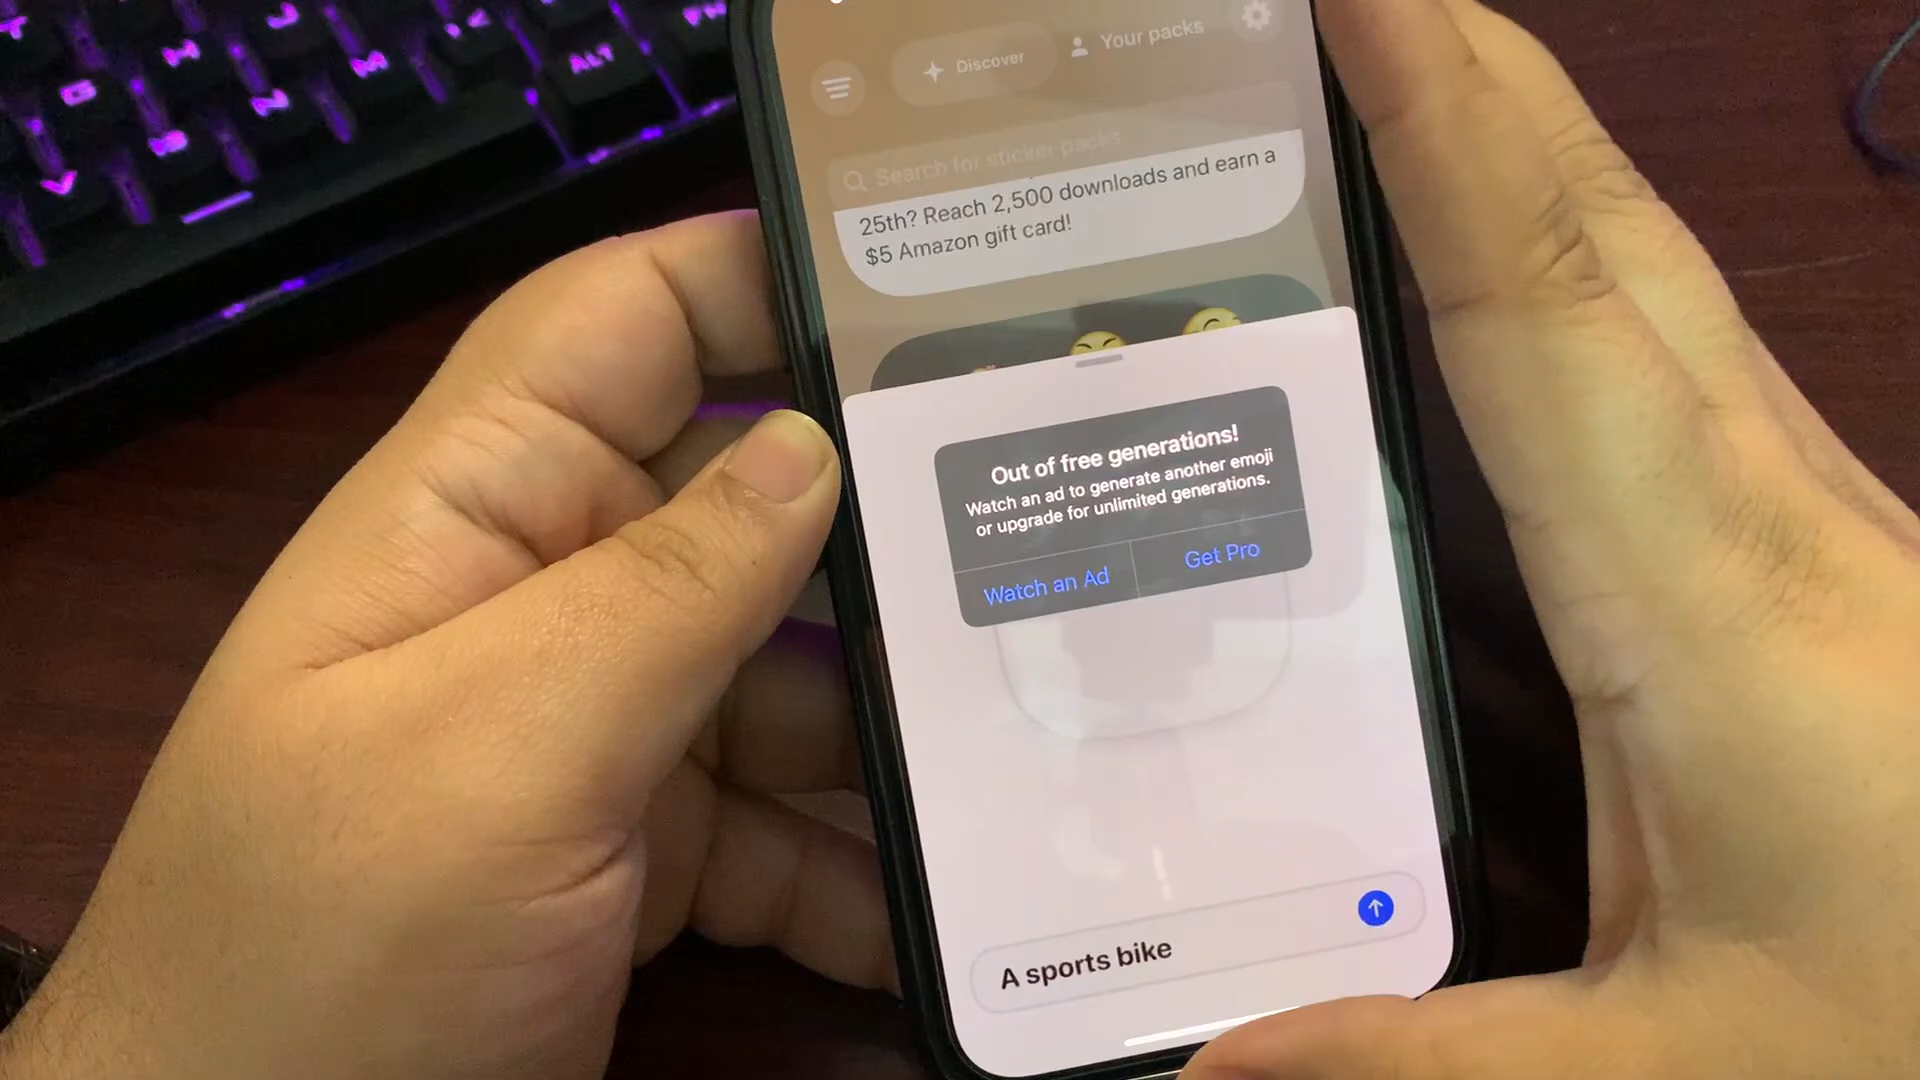 ALT
Discover
Your packs
Search for sticker packs
25th? Reach 2,500 downloads and earn a
$5 Amazon gift card!
Out of free generations!
Watch an ad to generate another emoji
or upgrade for unlimited generations.
Watch an Ad
Get Pro
A sports bike